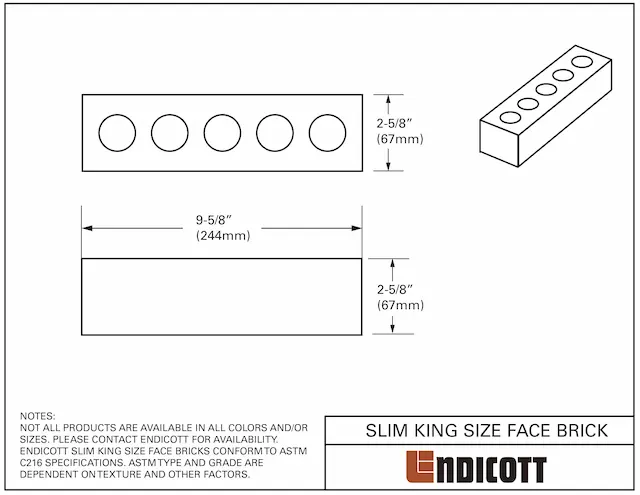 2-5/8"
(67mm)
9-5/8"
(244mm)
2-5/8"
(67mm)
NOTES:
NOT ALL PRODUCTS ARE AVAILABLE IN ALL COLORS AND/OR
SIZES. PLEASE CONTACT ENDICOTT FOR AVAILABILITY.
ENDICOTT SLIM KING SIZE FACE BRICKS CONFORM TO ASTM
C216 SPECIFICATIONS. ASTM TYPE AND GRADE ARE
DEPENDENT ON TEXTURE AND OTHER FACTORS.
SLIM KING SIZE FACE BRICK
ENDICOTT